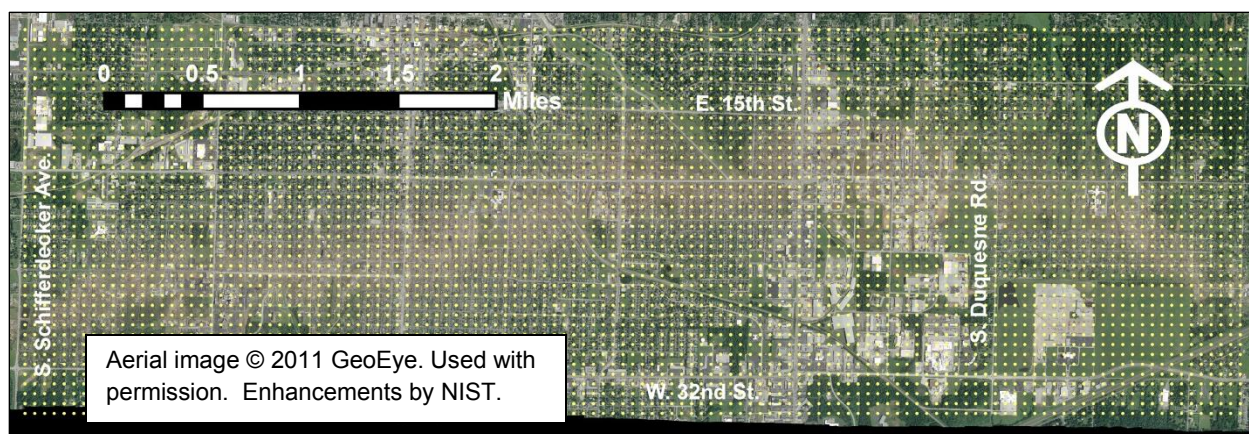 0 0.5 1 1.5 2
Miles
E. 15th St.
N
S. Schifferdecker Ave.
S. Duquesne Rd.
Aerial image © 2011 GeoEye. Used with
permission.  Enhancements by NIST.
W. 32nd St.